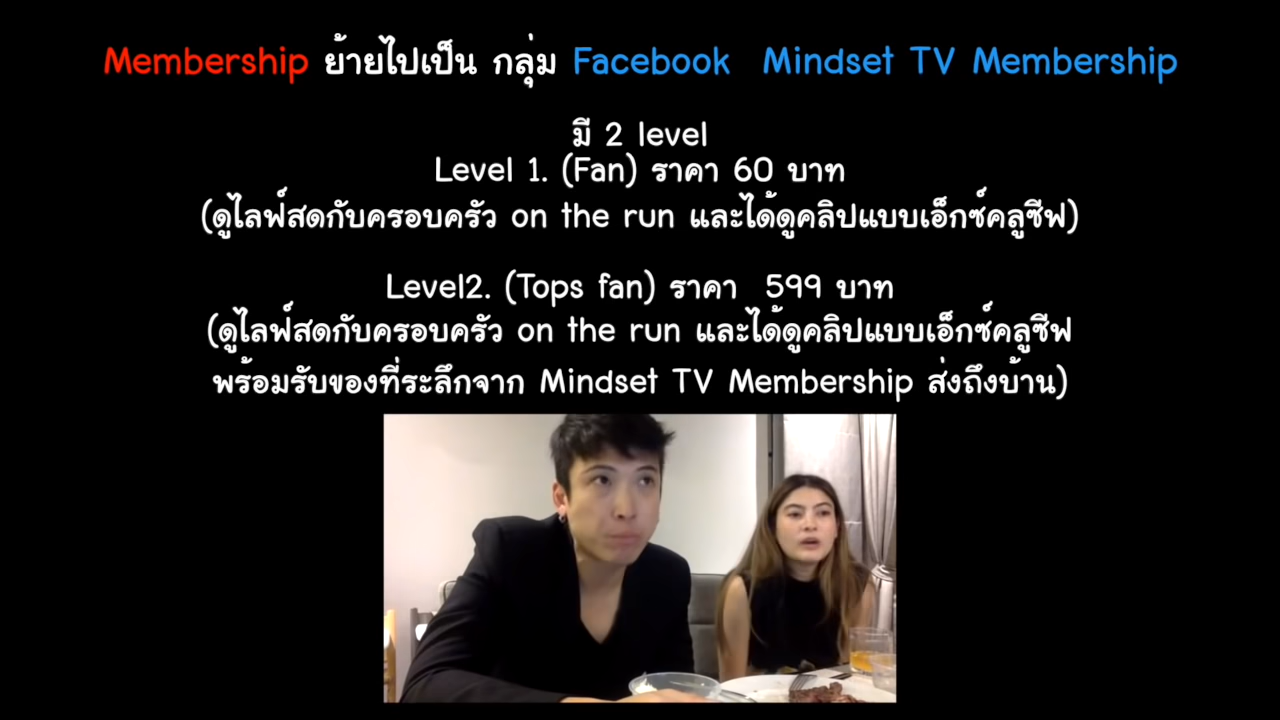 Membership ย้ายไปเป็น กลุ่ม Facebook Mindset TV Membership
มี 2 level
Level 1. (Fan) ราคา 60 บาท
(ดูไลฟ์สดกับครอบครัว on the run และได้ดูคลิปแบบเอ็กซ์คลูซีฟ)
Level2. (Tops fan) ราคา 599 บาท
(ดูไลฟ์สดกับครอบครัว on the run และได้ดูคลิปแบบเอ็กซ์คลูซีฟ
พร้อมรับของที่ระลึกจาก Mindset TV Membership ส่งถึงบ้าน)